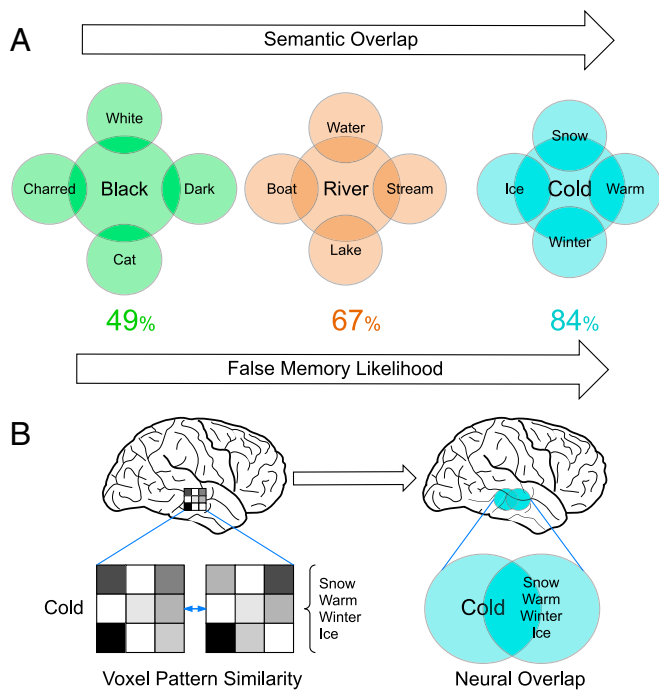 A
Semantic Overlap
White
Charred
Black
Dark
Cat
Water
Boat
River
Stream
Lake
Snow
Ice
Cold
Warm
Winter
49%
67%
84%
False Memory Likelihood
B
Cold
Snow
Warm
Winter
Ice
Voxel Pattern Similarity
Cold
Snow
Warm
Winter
Ice
Neural Overlap